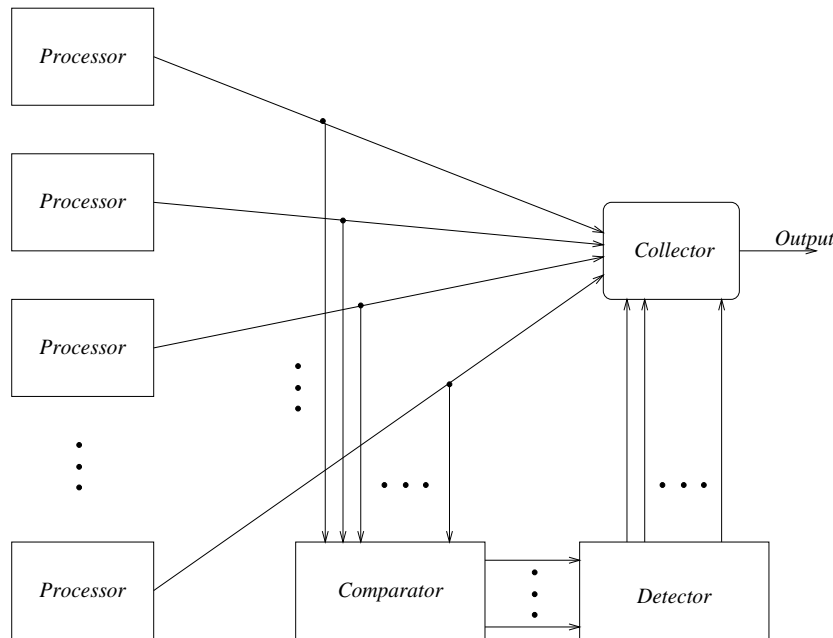 Processor
Processor
Processor
Processor
Collector
Output
Comparator
Detector